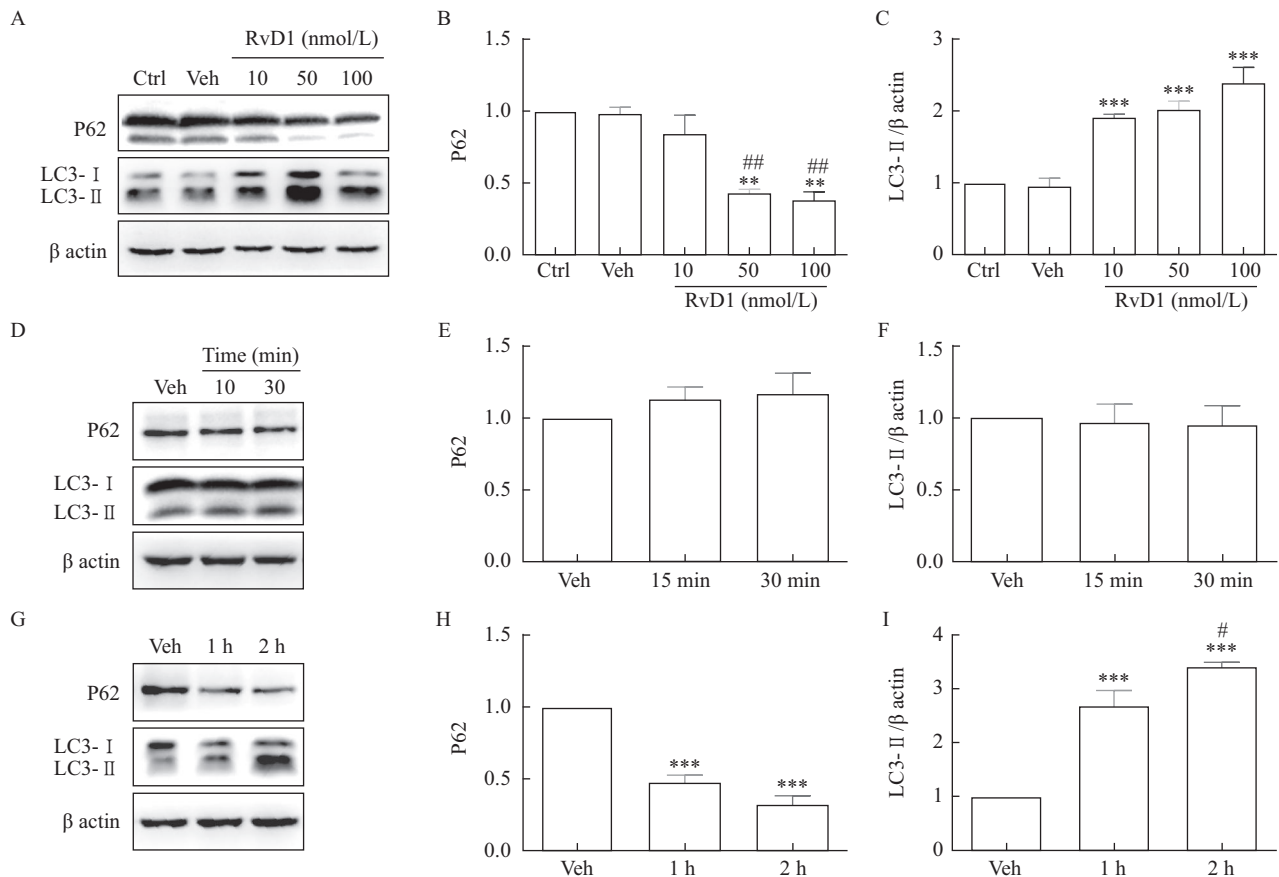 A
RvD1 (nmol/L)
Ctrl Veh 10 50 100
P62
LC3-Ⅰ
LC3-Ⅱ
β actin
B
1.5
1.0
0.5
0.0
P62
##
**
##
**
Ctrl Veh 10 50 100
RvD1 (nmol/L)
C
3
2
1
0
LC3-Ⅱ/β actin
***
***
***
Ctrl Veh 10 50 100
RvD1 (nmol/L)
D
Time (min)
Veh 10 30
P62
LC3-Ⅰ
LC3-Ⅱ
β actin
E
1.5
1.0
0.5
0.0
P62
Veh 15 min 30 min
F
1.5
1.0
0.5
0.0
LC3-Ⅱ/β actin
Veh 15 min 30 min
G
Veh 1 h 2 h
P62
LC3-Ⅰ
LC3-Ⅱ
β actin
H
1.5
1.0
0.5
0.0
P62
***
***
Veh 1 h 2 h
I
4
3
2
1
0
LC3-Ⅱ/β actin
***
#
***
Veh 1 h 2 h